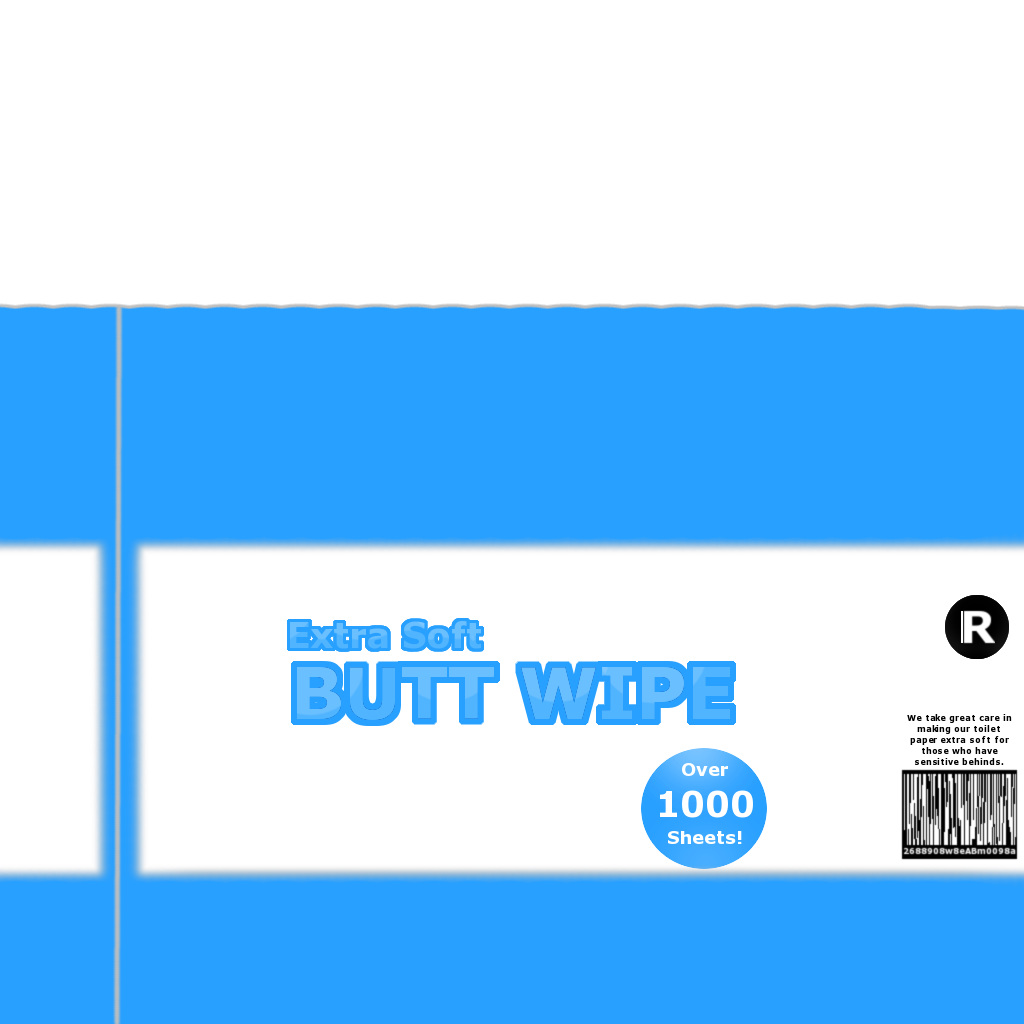 Extra Soft
BUTT WIPE
Over
1000
Sheets!
R
We take great care in
making our toilet
paper extra soft for
those who have
sensitive behinds.
2688908w8eABm0098a